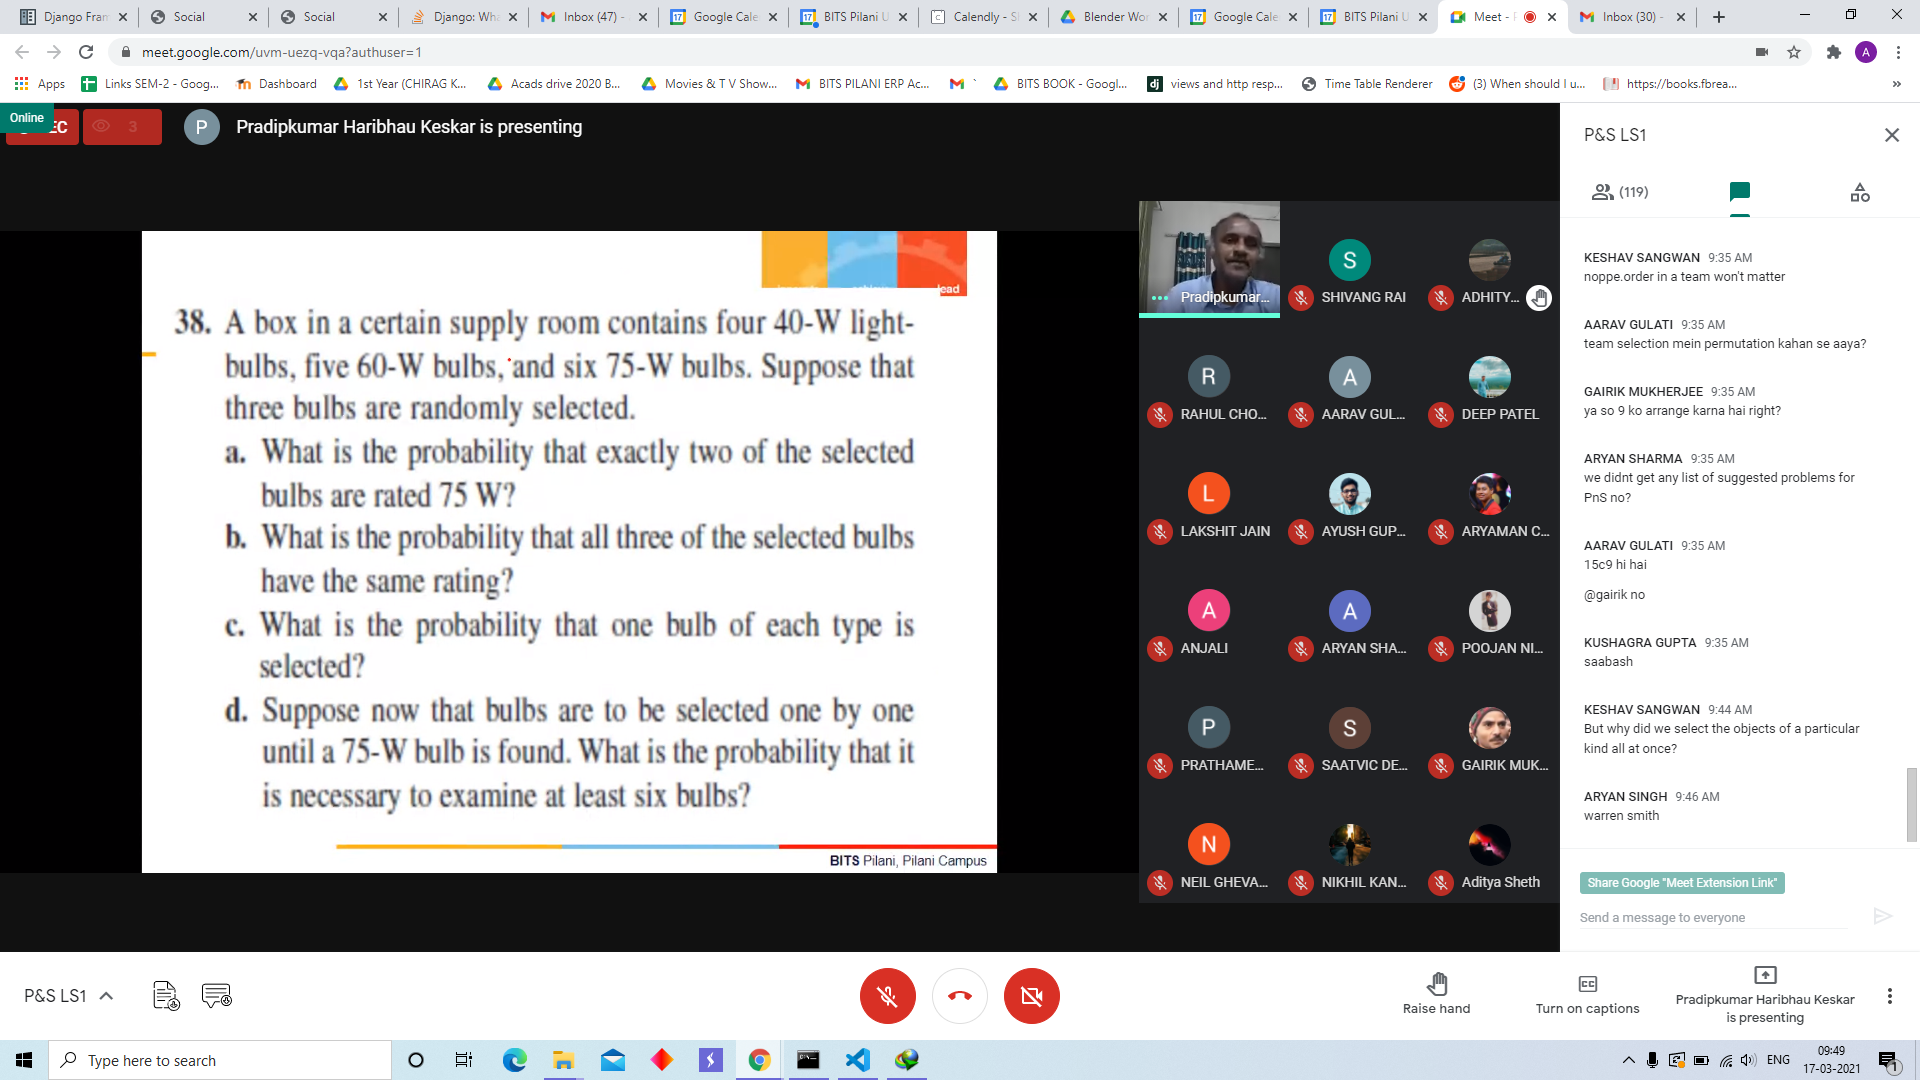 Django Fran
Social
Social
Django: Wha
Inbox (47) -
Google Cale
BITS Pilani U
Calendly - S
Blender Wor
Google Cale
BITS Pilani U
Meet -
Inbox (30) -
meet.google.com/uvm-uezq-vqa?authuser=1
Apps
Links SEM-2 - Goog...
Dashboard
1st Year (CHIRAG K...
Acads drive 2020 B...
Movies & T V Show...
BITS PILANI ERP Ac...
BITS BOOK - Googl...
views and http resp...
Time Table Renderer
(3) When should I u...
https://books.fbrea...
»
Online
EC
3
P
Pradipkumar Haribhau Keskar is presenting
lead
38. A box in a certain supply room contains four 40-W light-
bulbs, five 60-W bulbs, and six 75-W bulbs. Suppose that
three bulbs are randomly selected.
a. What is the probability that exactly two of the selected
bulbs are rated 75 W?
b. What is the probability that all three of the selected bulbs
have the same rating?
c. What is the probability that one bulb of each type is
selected?
d. Suppose now that bulbs are to be selected one by one
until a 75-W bulb is found. What is the probability that it
is necessary to examine at least six bulbs?
BITS Pilani, Pilani Campus
Pradipkumar...
S
SHIVANG RAI
ADHITY...
R
RAHUL CHO...
A
AARAV GUL...
DEEP PATEL
L
LAKSHIT JAIN
AYUSH GUP...
ARYAMAN C...
A
ANJALI
A
ARYAN SHA...
POOJAN NI...
P
PRATHAME...
S
SAATVIC DE...
GAIRIK MUK...
N
NEIL GHEVA...
NIKHIL KAN...
Aditya Sheth
P&S LS1
(119)
KESHAV SANGWAN 9:35 AM
noppe.order in a team won't matter
AARAV GULATI 9:35 AM
team selection mein permutation kahan se aaya?
GAIRIK MUKHERJEE 9:35 AM
ya so 9 ko arrange karna hai right?
ARYAN SHARMA 9:35 AM
we didnt get any list of suggested problems for
PnS no?
AARAV GULATI 9:35 AM
15c9 hi hai
@gairik no
KUSHAGRA GUPTA 9:35 AM
saabash
KESHAV SANGWAN 9:44 AM
But why did we select the objects of a particular
kind all at once?
ARYAN SINGH 9:46 AM
warren smith
Share Google "Meet Extension Link"
Send a message to everyone
P&S LS1
Raise hand
Turn on captions
Pradipkumar Haribhau Keskar
is presenting
Type here to search
ENG
09:49
17-03-2021
1